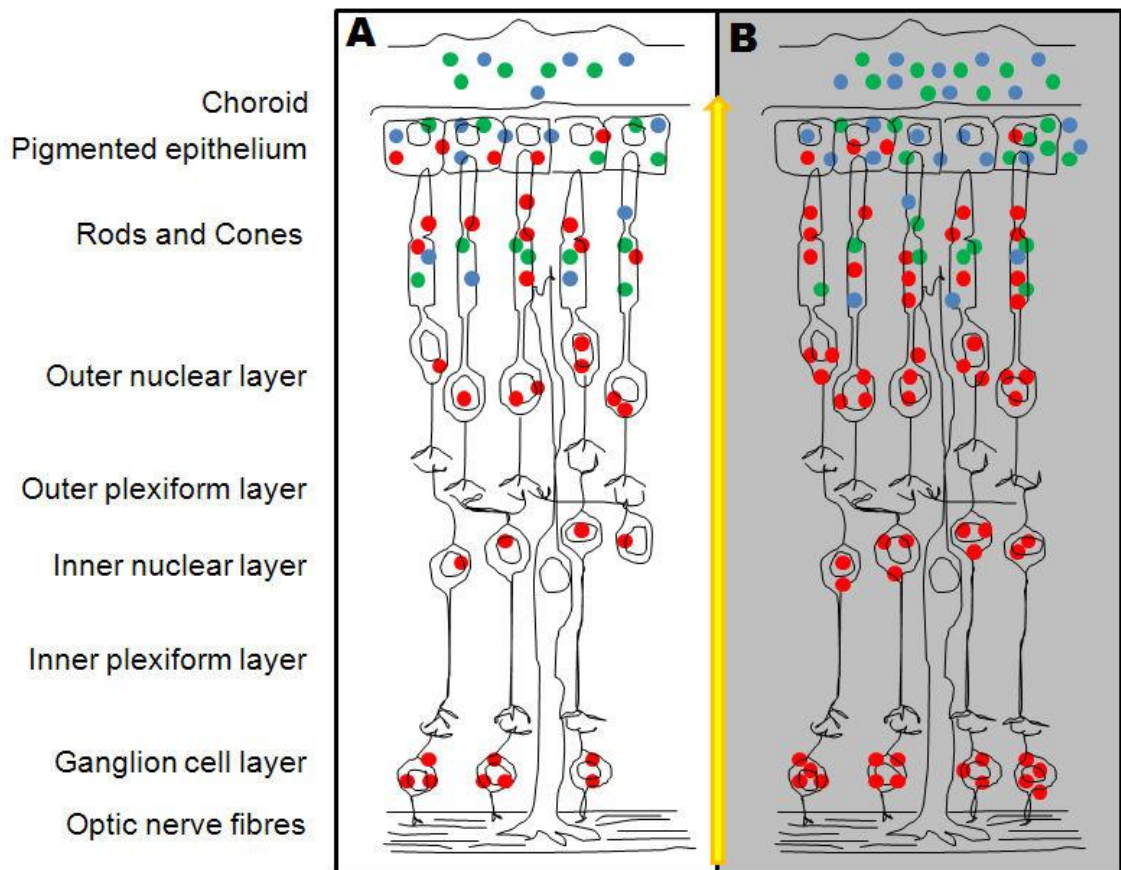 A
B
Choroid
Pigmented epithelium
Rods and Cones
Outer nuclear layer
Outer plexiform layer
Inner nuclear layer
Inner plexiform layer
Ganglion cell layer
Optic nerve fibres